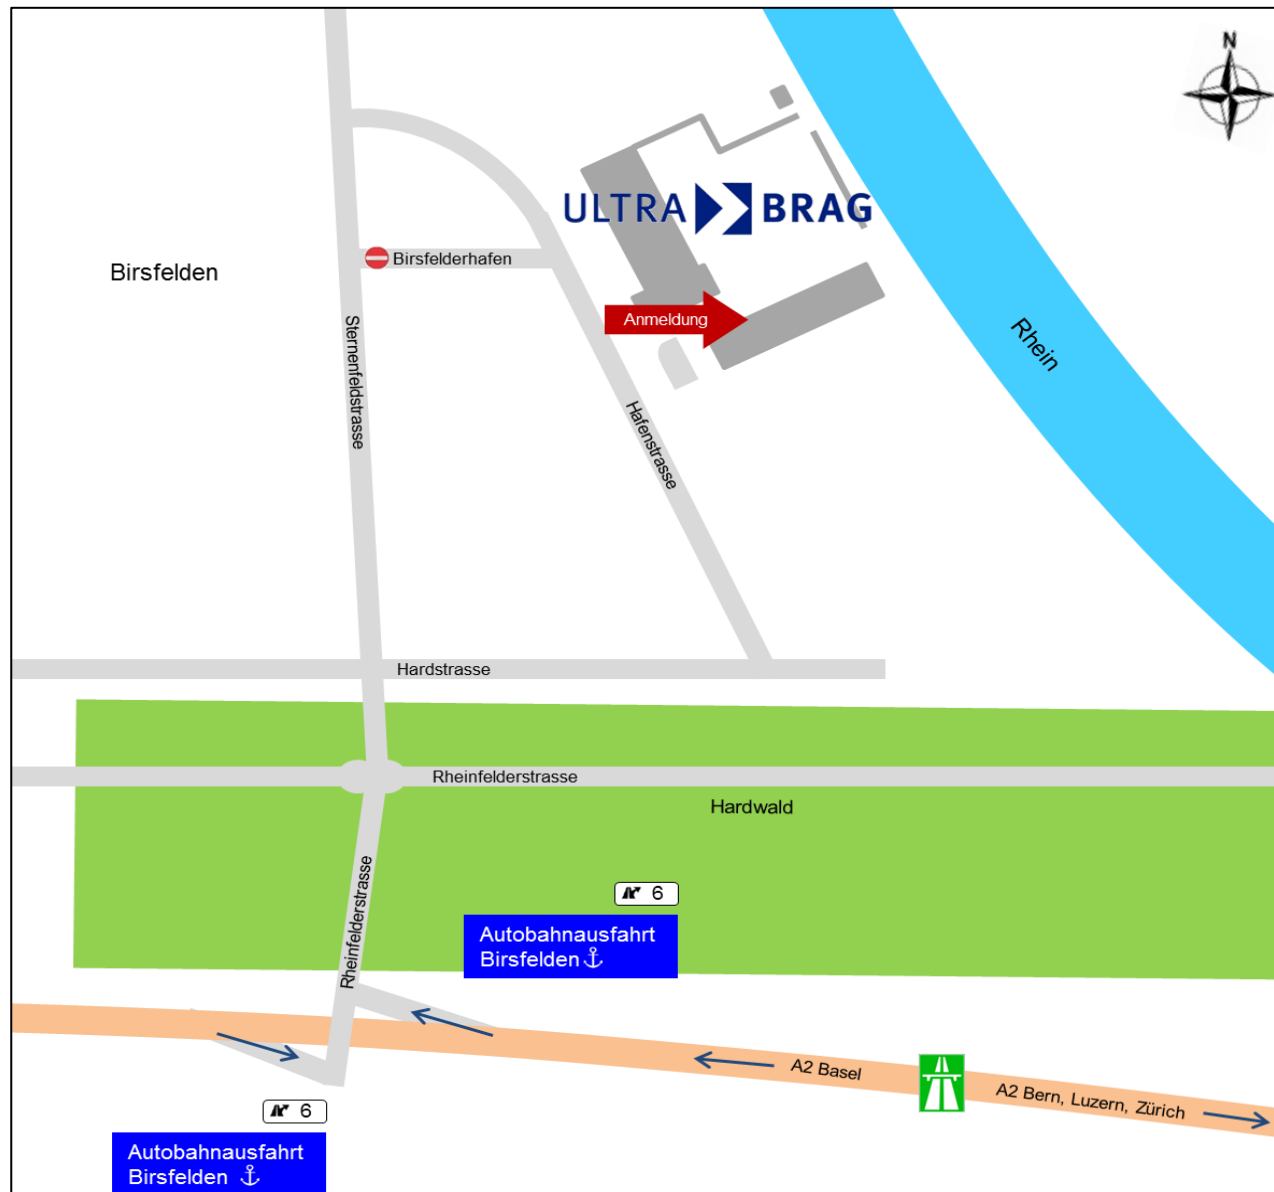 N
ULTRA BRAG
Birsfelderhafen
Birsfelden
Anmeldung
Sternenfeldstrasse
Rhein
Hafenstrasse
Hardstrasse
Rheinfelderstrasse
Hardwald
Rheinfelderstrasse
6
Autobahnausfahrt
Birsfelden
A2 Basel
A2 Bern, Luzern, Zürich
6
Autobahnausfahrt
Birsfelden